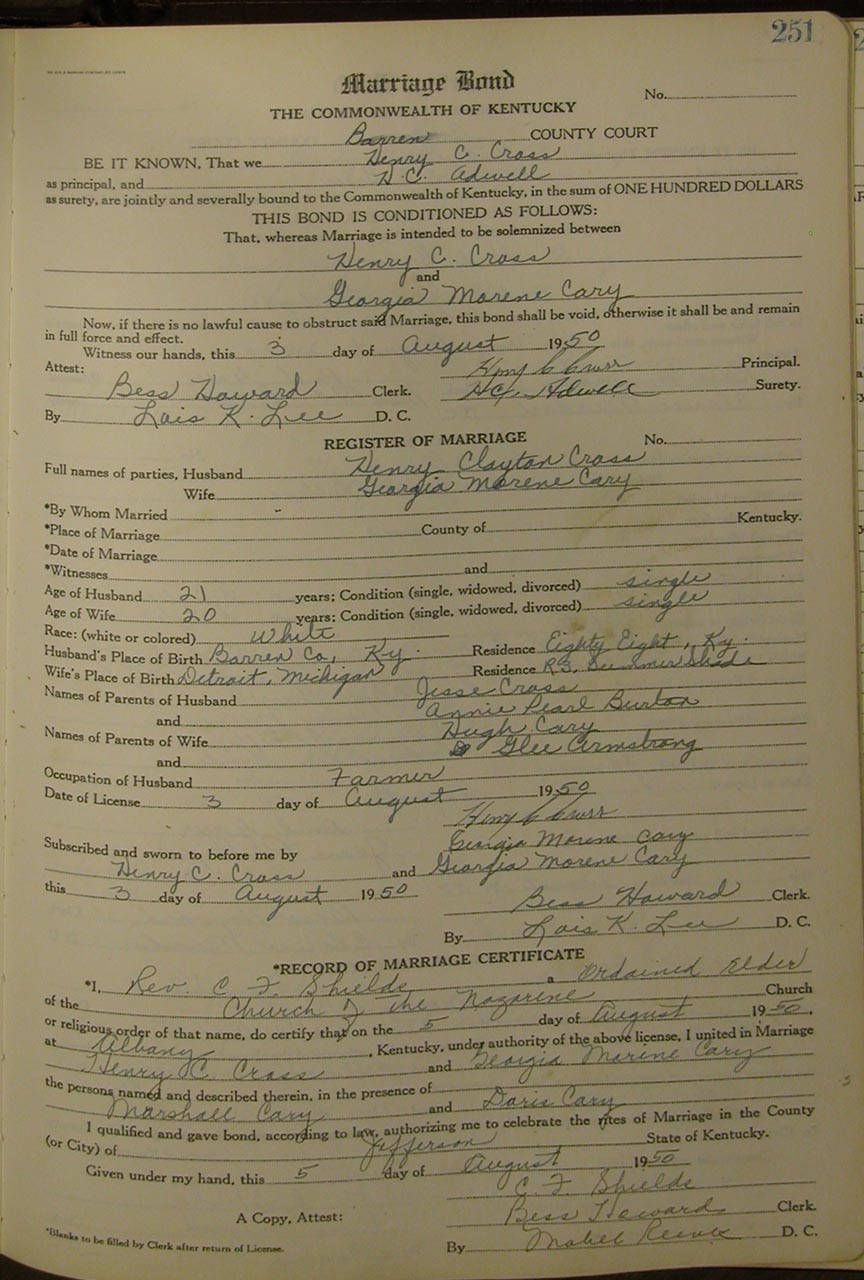 251
Marriage Bond
No.
THE COMMONWEALTH OF KENTUCKY
Barren COUNTY COURT
BE IT KNOWN, That we Henry C. Cross
as principal, and H.C. Adwell
as surety, are jointly and severally bound to the Commonwealth of Kentucky, in the sum of ONE HUNDRED DOLLARS
THIS BOND IS CONDITIONED AS FOLLOWS:
That, whereas Marriage is intended to be solemnized between
Henry C. Cross
and
Georgia Morene Cary
Now, if there is no lawful cause to obstruct said Marriage, this bond shall be void, otherwise it shall be and remain
in full force and effect.
Witness our hands, this 3 day of August 1950
Attest: Henry C Cross Principal.
Bess Howard Clerk. H C Adwell Surety.
By Lois K. Lee D. C.
REGISTER OF MARRIAGE No.
Full names of parties, Husband Henry Clayton Cross
Wife Georgia Morene Cary
*By Whom Married
*Place of Marriage County of Kentucky.
*Date of Marriage
*Witnesses and
Age of Husband 21 years; Condition (single, widowed, divorced) single
Age of Wife 20 years; Condition (single, widowed, divorced) single
Race: (white or colored) White
Husband's Place of Birth Barren Co, Ky. Residence Eighty Eight, Ky.
Wife's Place of Birth Detroit, Michigan Residence R3, Summer Shade
Names of Parents of Husband Jesse Cross
and Annie Pearl Burton
Names of Parents of Wife Hugh Cary
and Glee Armstrong
Occupation of Husband Farmer
Date of License 3 day of August 1950
Henry C Cross
Georgia Morene Cary
Subscribed and sworn to before me by
Henry C. Cross and Georgia Morene Cary
this 3 day of August 1950
Bess Howard Clerk.
By Lois K. Lee D. C.
*RECORD OF MARRIAGE CERTIFICATE
*I, Rev. C F. Shields a Ordained Elder
of the Church of the Nazarene Church
or religious order of that name, do certify that on the 5 day of August 1950,
at Albany, Kentucky, under authority of the above license, I united in Marriage
Henry C. Cross and Georgia Morine Cary
the persons named and described therein, in the presence of
Marshall Cary and Doris Cary
I qualified and gave bond, according to law, authorizing me to celebrate the rites of Marriage in the County
(or City) of Jefferson State of Kentucky.
Given under my hand, this 5 day of August 1950
C. F. Shields
A Copy, Attest: Bess Howard Clerk.
*Blanks to be filled by Clerk after return of License. By Mabel D. C.